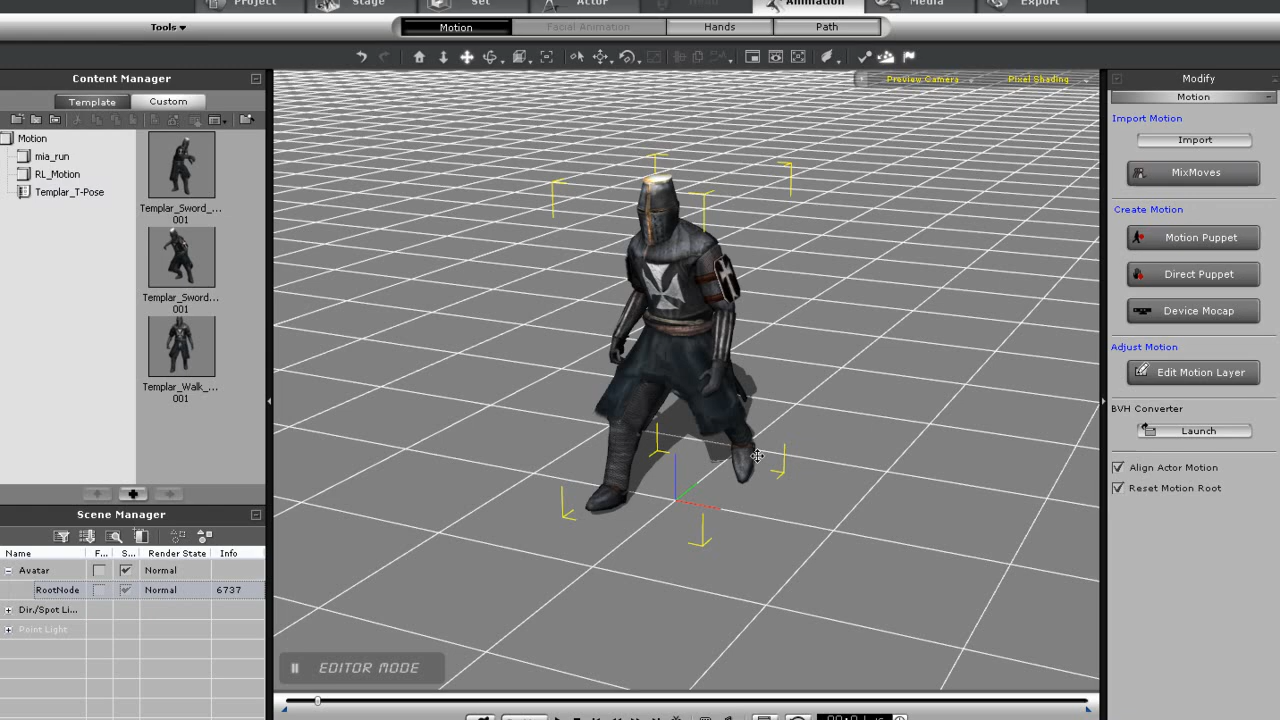 Project Stage Set Actor Animation Media Export
Tools
Motion Facial Animation Hands Path
Content Manager
Template Custom
Motion
mia_run
RL_Motion
Templar_T-Pose
Templar_Sword_...
001
Templar_Sword...
001
Templar_Walk_...
001
Scene Manager
Name F... S... Render State Info
Avatar Normal
RootNode Normal 6737
Dir./Spot Li...
Point Light
Preview Camera Pixel Shading
EDITOR MODE
Modify
Motion
Import Motion
Import
MixMoves
Create Motion
Motion Puppet
Direct Puppet
Device Mocap
Adjust Motion
Edit Motion Layer
BVH Converter
Launch
Align Actor Motion
Reset Motion Root